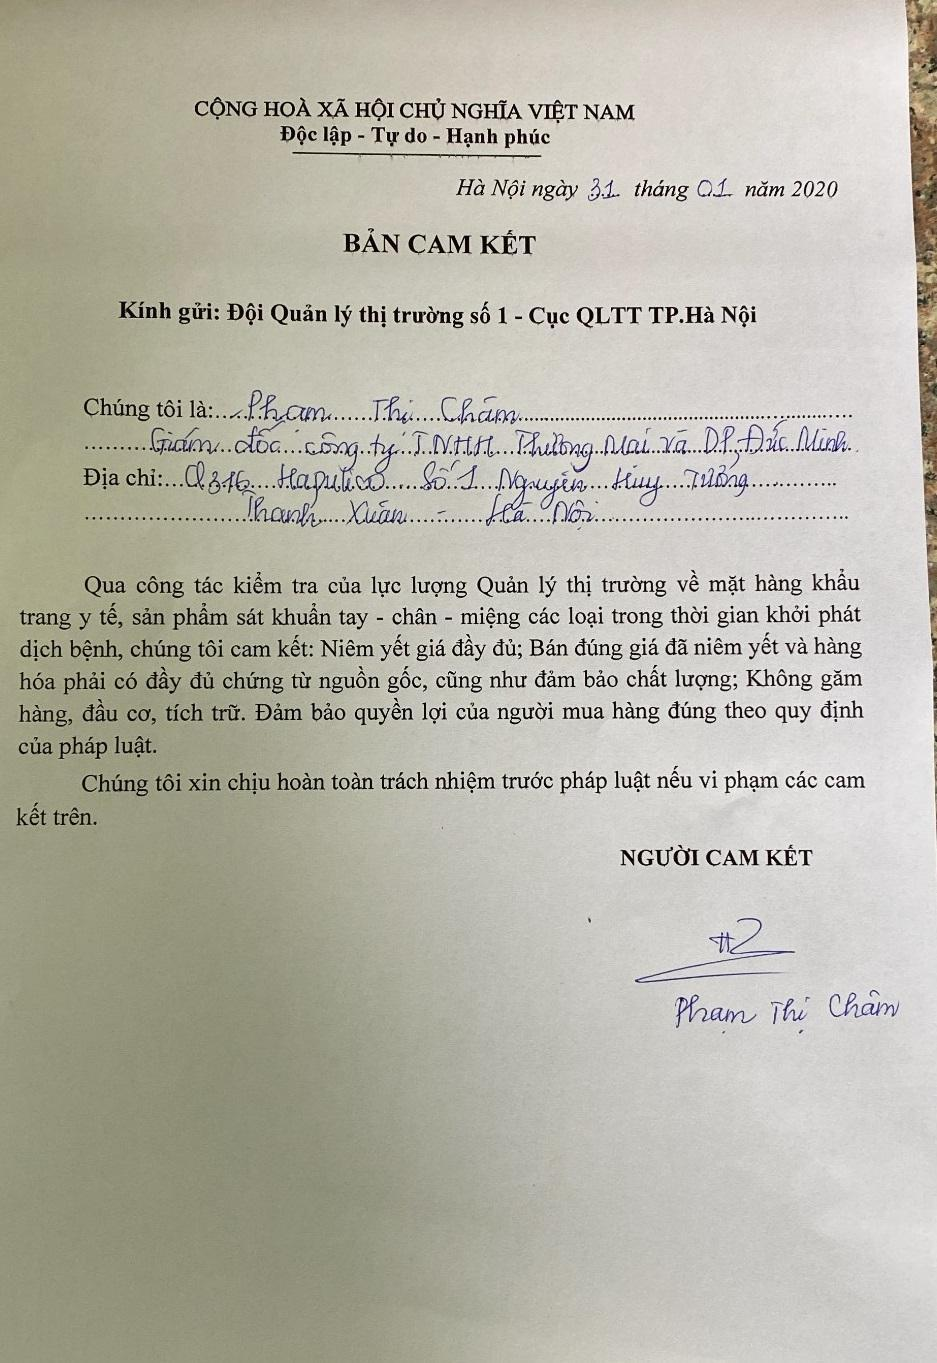 CỘNG HOÀ XÃ HỘI CHỦ NGHĨA VIỆT NAM
Độc lập - Tự do - Hạnh phúc
Hà Nội ngày 31 tháng 01 năm 2020
BẢN CAM KẾT
Kính gửi: Đội Quản lý thị trường số 1 - Cục QLTT TP.Hà Nội
Chúng tôi là: Phạm Thị Châm
Giám đốc công ty TNHH Thương Mại và DP Đức Minh
Địa chỉ: Q316 Hapulico Số 1 Nguyễn Huy Tưởng
Thanh Xuân - Hà Nội
Qua công tác kiểm tra của lực lượng Quản lý thị trường về mặt hàng khẩu
trang y tế, sản phẩm sát khuẩn tay - chân - miệng các loại trong thời gian khởi phát
dịch bệnh, chúng tôi cam kết: Niêm yết giá đầy đủ; Bán đúng giá đã niêm yết và hàng
hóa phải có đầy đủ chứng từ nguồn gốc, cũng như đảm bảo chất lượng; Không găm
hàng, đầu cơ, tích trữ. Đảm bảo quyền lợi của người mua hàng đúng theo quy định
của pháp luật.
Chúng tôi xin chịu hoàn toàn trách nhiệm trước pháp luật nếu vi phạm các cam
kết trên.
NGƯỜI CAM KẾT
Phạm Thị Châm